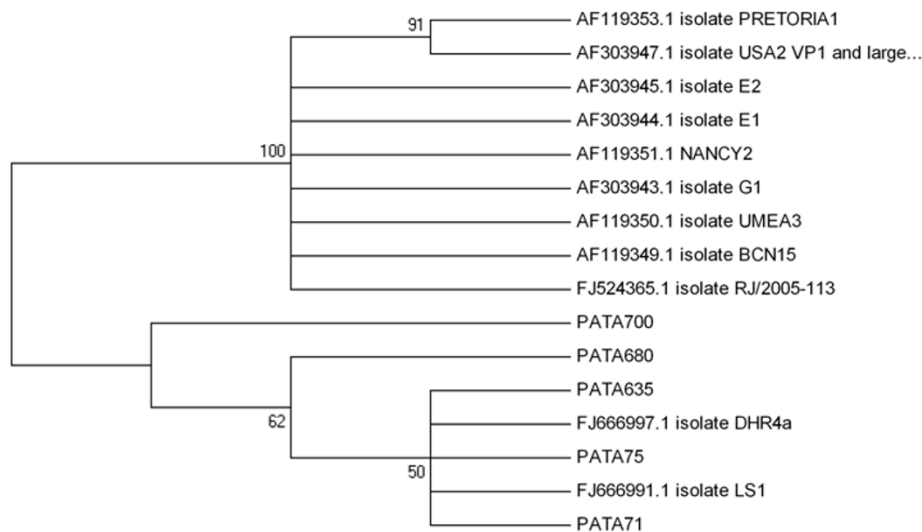 91
AF119353.1 isolate PRETORIA1
AF303947.1 isolate USA2 VP1 and large...
AF303945.1 isolate E2
AF303944.1 isolate E1
100
AF119351.1 NANCY2
AF303943.1 isolate G1
AF119350.1 isolate UMEA3
AF119349.1 isolate BCN15
FJ524365.1 isolate RJ/2005-113
PATA700
PATA680
PATA635
62
FJ666997.1 isolate DHR4a
PATA75
50
FJ666991.1 isolate LS1
PATA71